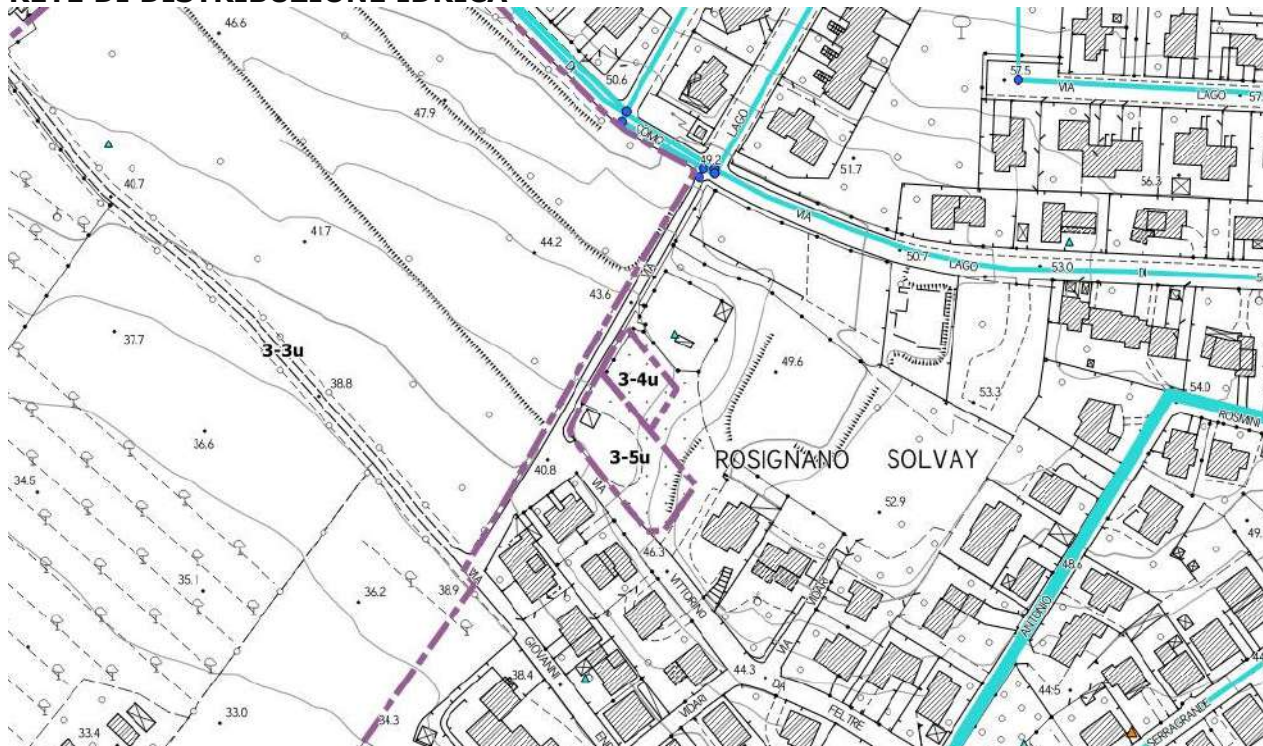 RETE DI DISTRIBUZIONE IDRICA
46.6
50.6
57.5
VIA
LAGO
57.
47.9
COMO
LAGO
49.2
51.7
56.3
40.7
41.7
44.2
VIA
50.7
LAGO
53.0
DI
43.6
37.7
3-3u
38.8
49.6
3-4u
53.3
54.0
ROSMINI
36.6
3-5u
ROSIGNANO SOLVAY
40.8
VIA
34.5
52.9
49.
46.3
35.1
36.2
38.9
VIA
VITTORINO
VIDARI
48.6
ANTONIO
GIOVANNI
38.4
VIA
44.3
DA
44.5
44
VIDARI
FELTRE
SERRAGRANDE
33.4
33.0
34.3